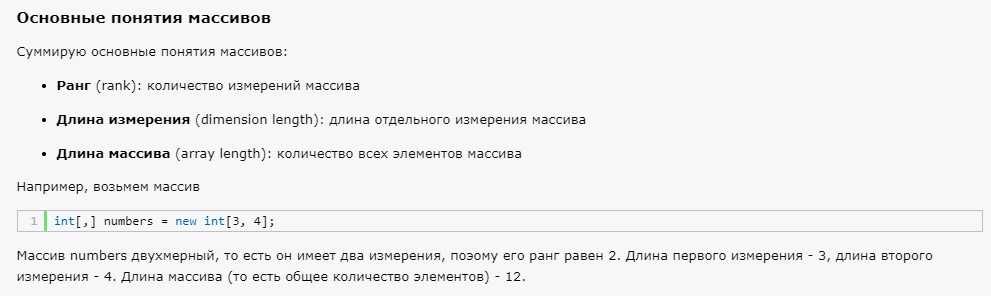 Основные понятия массивов
Суммирую основные понятия массивов:
• Ранг (rank): количество измерений массива
• Длина измерения (dimension length): длина отдельного измерения массива
• Длина массива (array length): количество всех элементов массива
Например, возьмем массив
1 int[,] numbers = new int[3, 4];
Массив numbers двухмерный, то есть он имеет два измерения, поэому его ранг равен 2. Длина первого измерения - 3, длина второго
измерения - 4. Длина массива (то есть общее количество элементов) - 12.